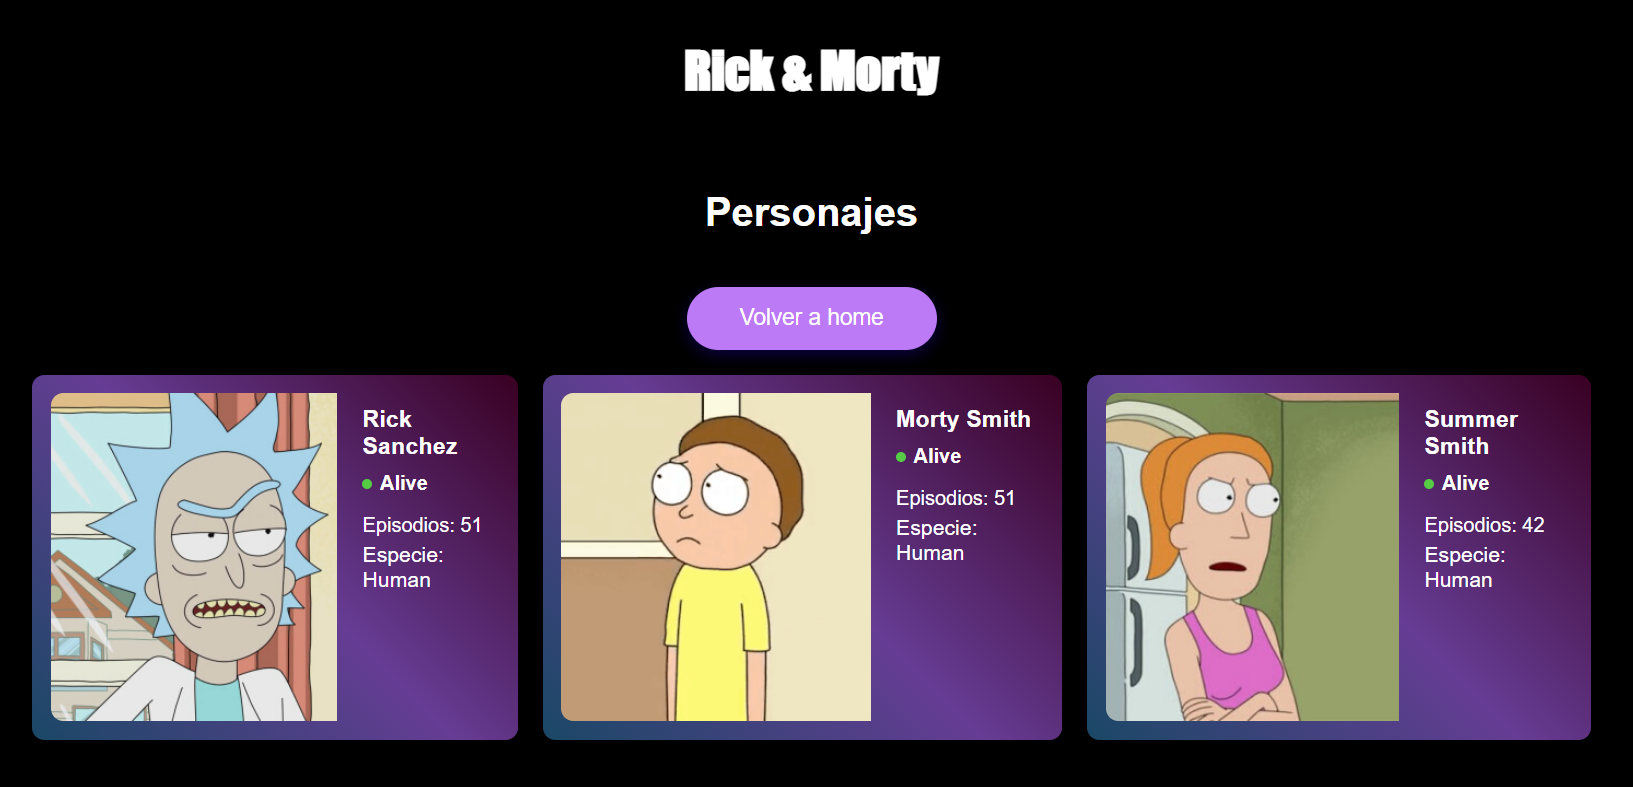 Rick & Morty
Personajes
Volver a home
Rick
Sanchez
Alive
Episodios: 51
Especie:
Human
Morty Smith
Alive
Episodios: 51
Especie:
Human
Summer
Smith
Alive
Episodios: 42
Especie:
Human